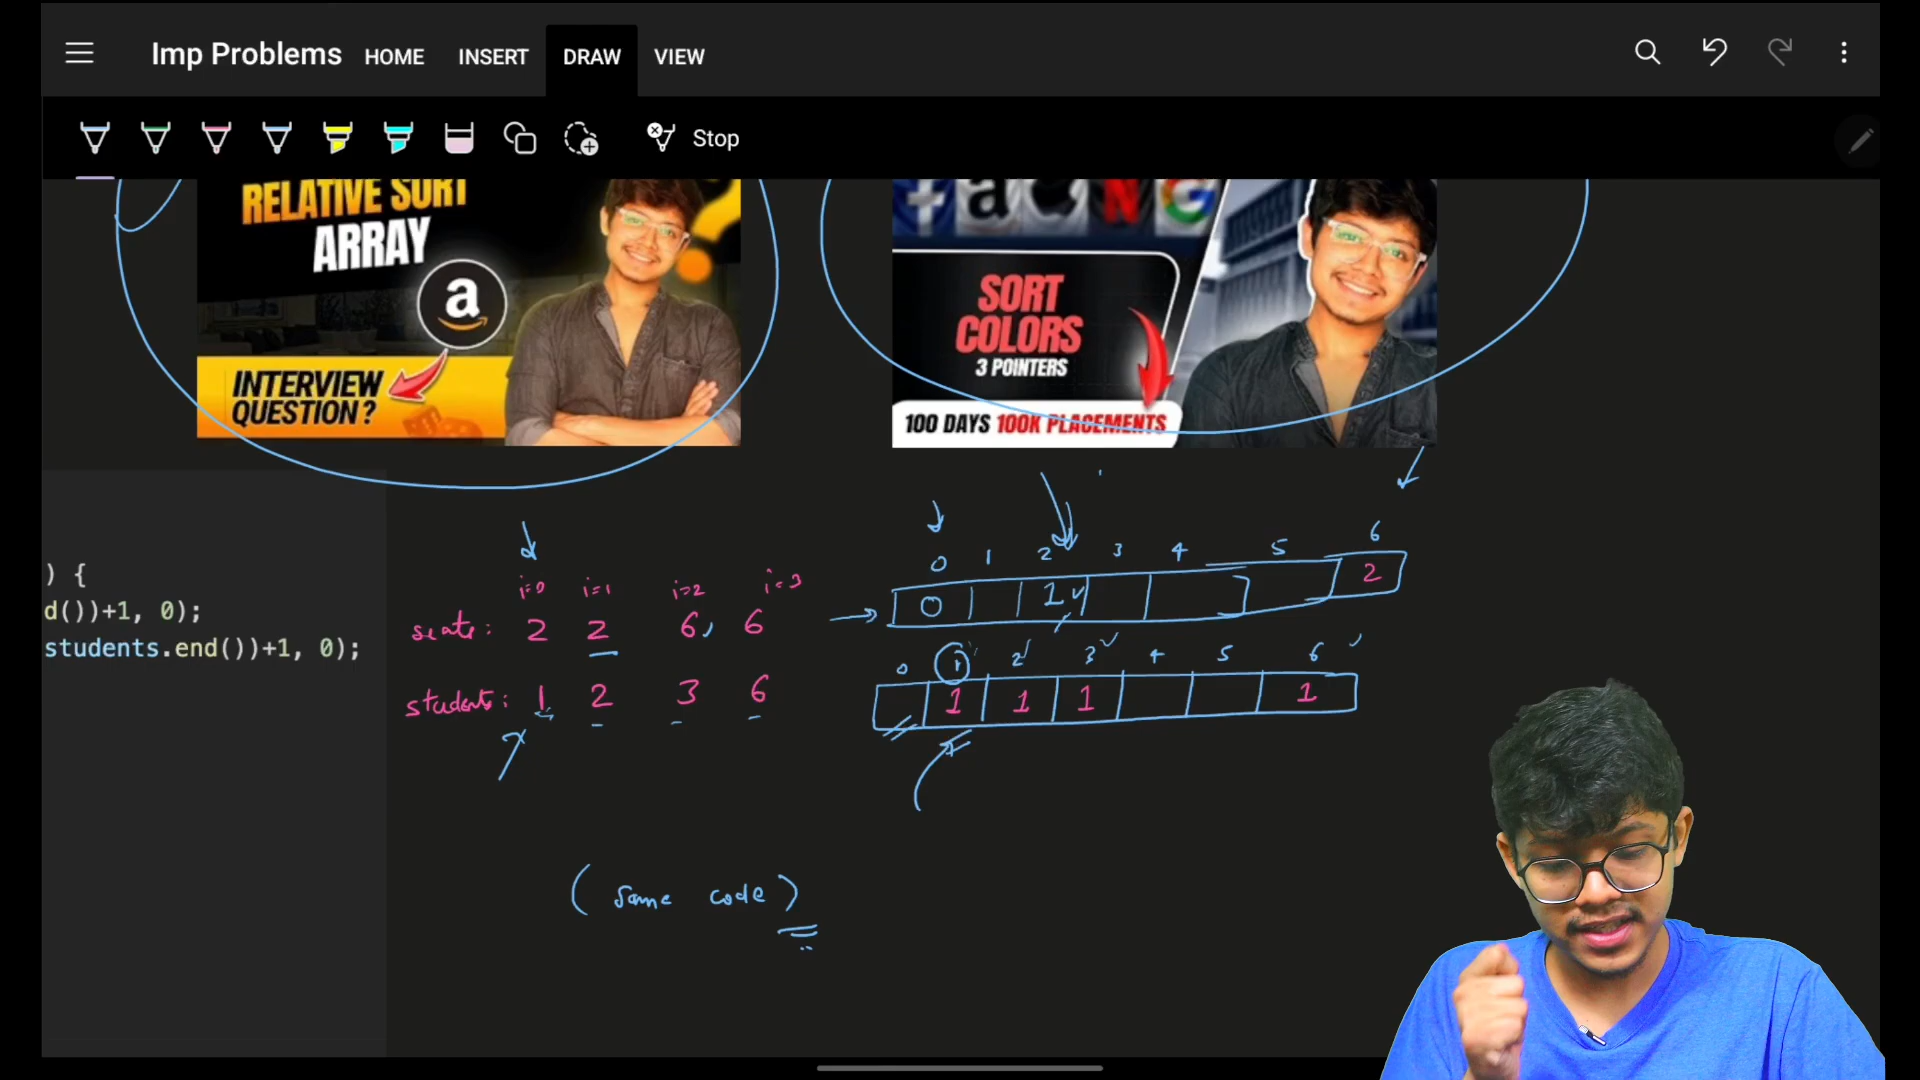 Imp Problems HOME INSERT DRAW VIEW
Stop
RELATIVE SORT
ARRAY
a
INTERVIEW
QUESTION?
f a N G
SORT
COLORS
3 POINTERS
100 DAYS 100K PLACEMENTS
) {
d())+1, 0);
students.end())+1, 0);
i=0 i=1 i=2 i=3
seats: 2 2 6, 6
students: 1 2 3 6
0 1 2 3 4 5 6
0 2
0 1 2 3 4 5 6
1 1 1 1
(same code)